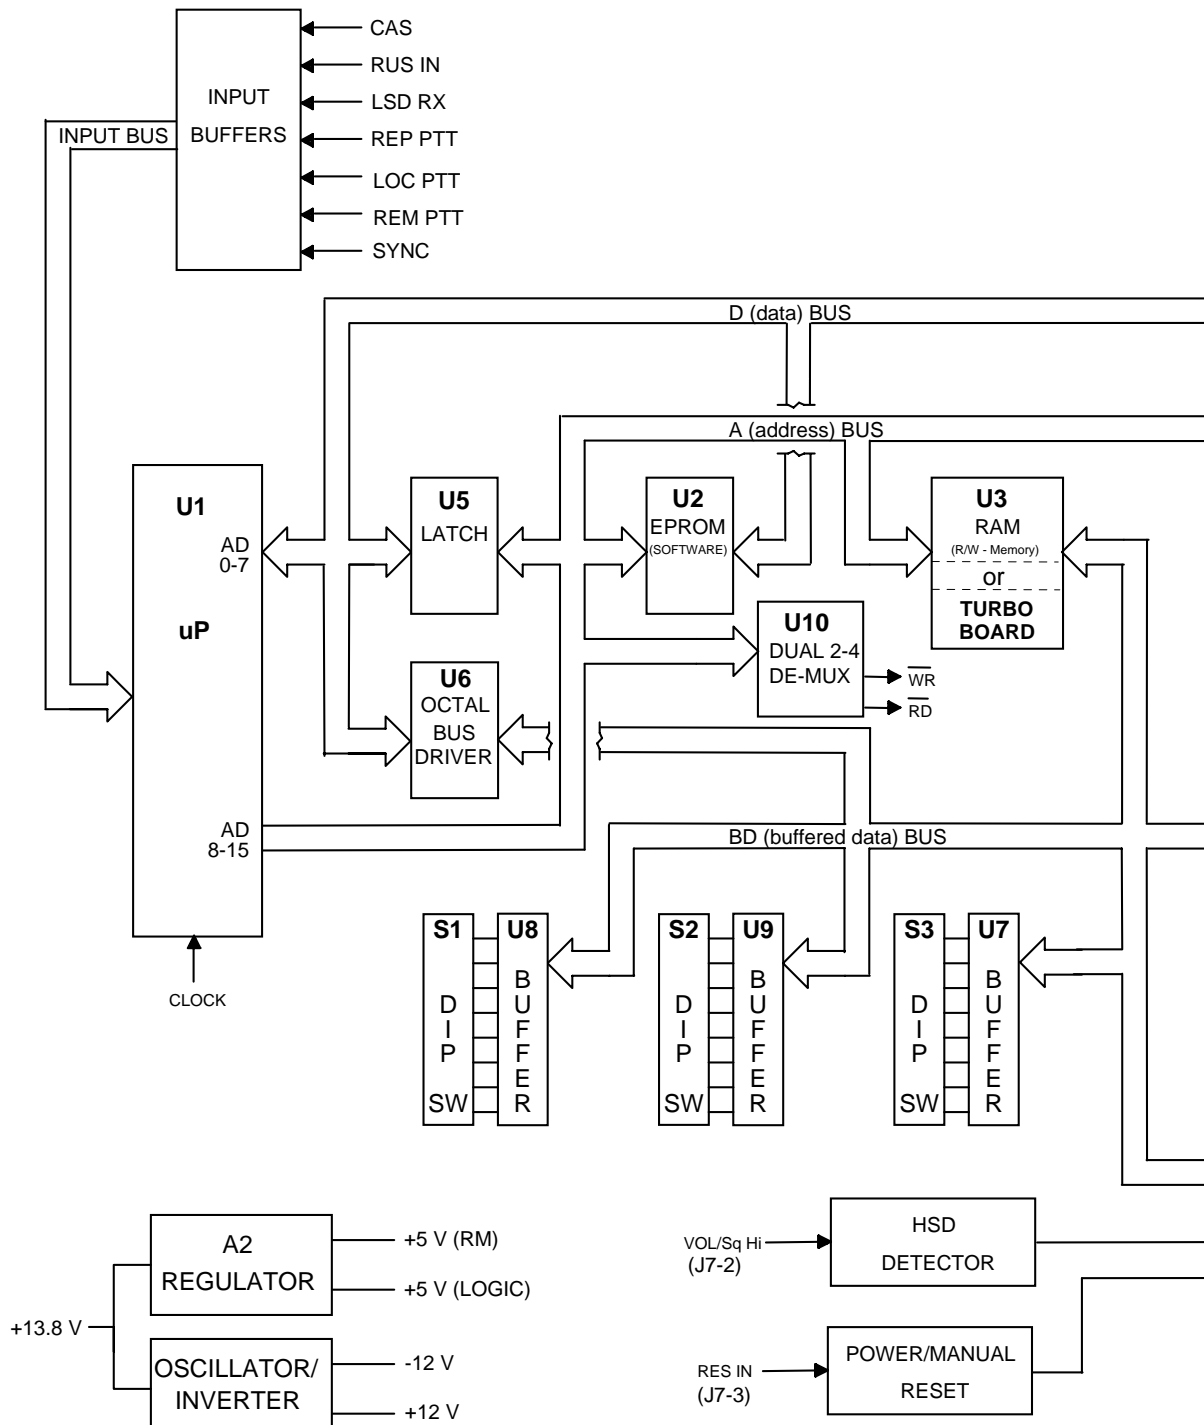 CAS
RUS IN
LSD RX
REP PTT
LOC PTT
REM PTT
SYNC
INPUT
BUFFERS
INPUT BUS
D (data) BUS
A (address) BUS
U1
AD
0-7
uP
AD
8-15
CLOCK
U5
LATCH
U2
EPROM
(SOFTWARE)
U3
RAM
(R/W - Memory)
or
TURBO
BOARD
U10
DUAL 2-4
DE-MUX
WR
RD
U6
OCTAL
BUS
DRIVER
BD (buffered data) BUS
S1
D
I
P
SW
U8
B
U
F
F
E
R
S2
D
I
P
SW
U9
B
U
F
F
E
R
S3
D
I
P
SW
U7
B
U
F
F
E
R
A2
REGULATOR
+5 V (RM)
+5 V (LOGIC)
+13.8 V
OSCILLATOR/
INVERTER
-12 V
+12 V
VOL/Sq Hi
(J7-2)
HSD
DETECTOR
RES IN
(J7-3)
POWER/MANUAL
RESET